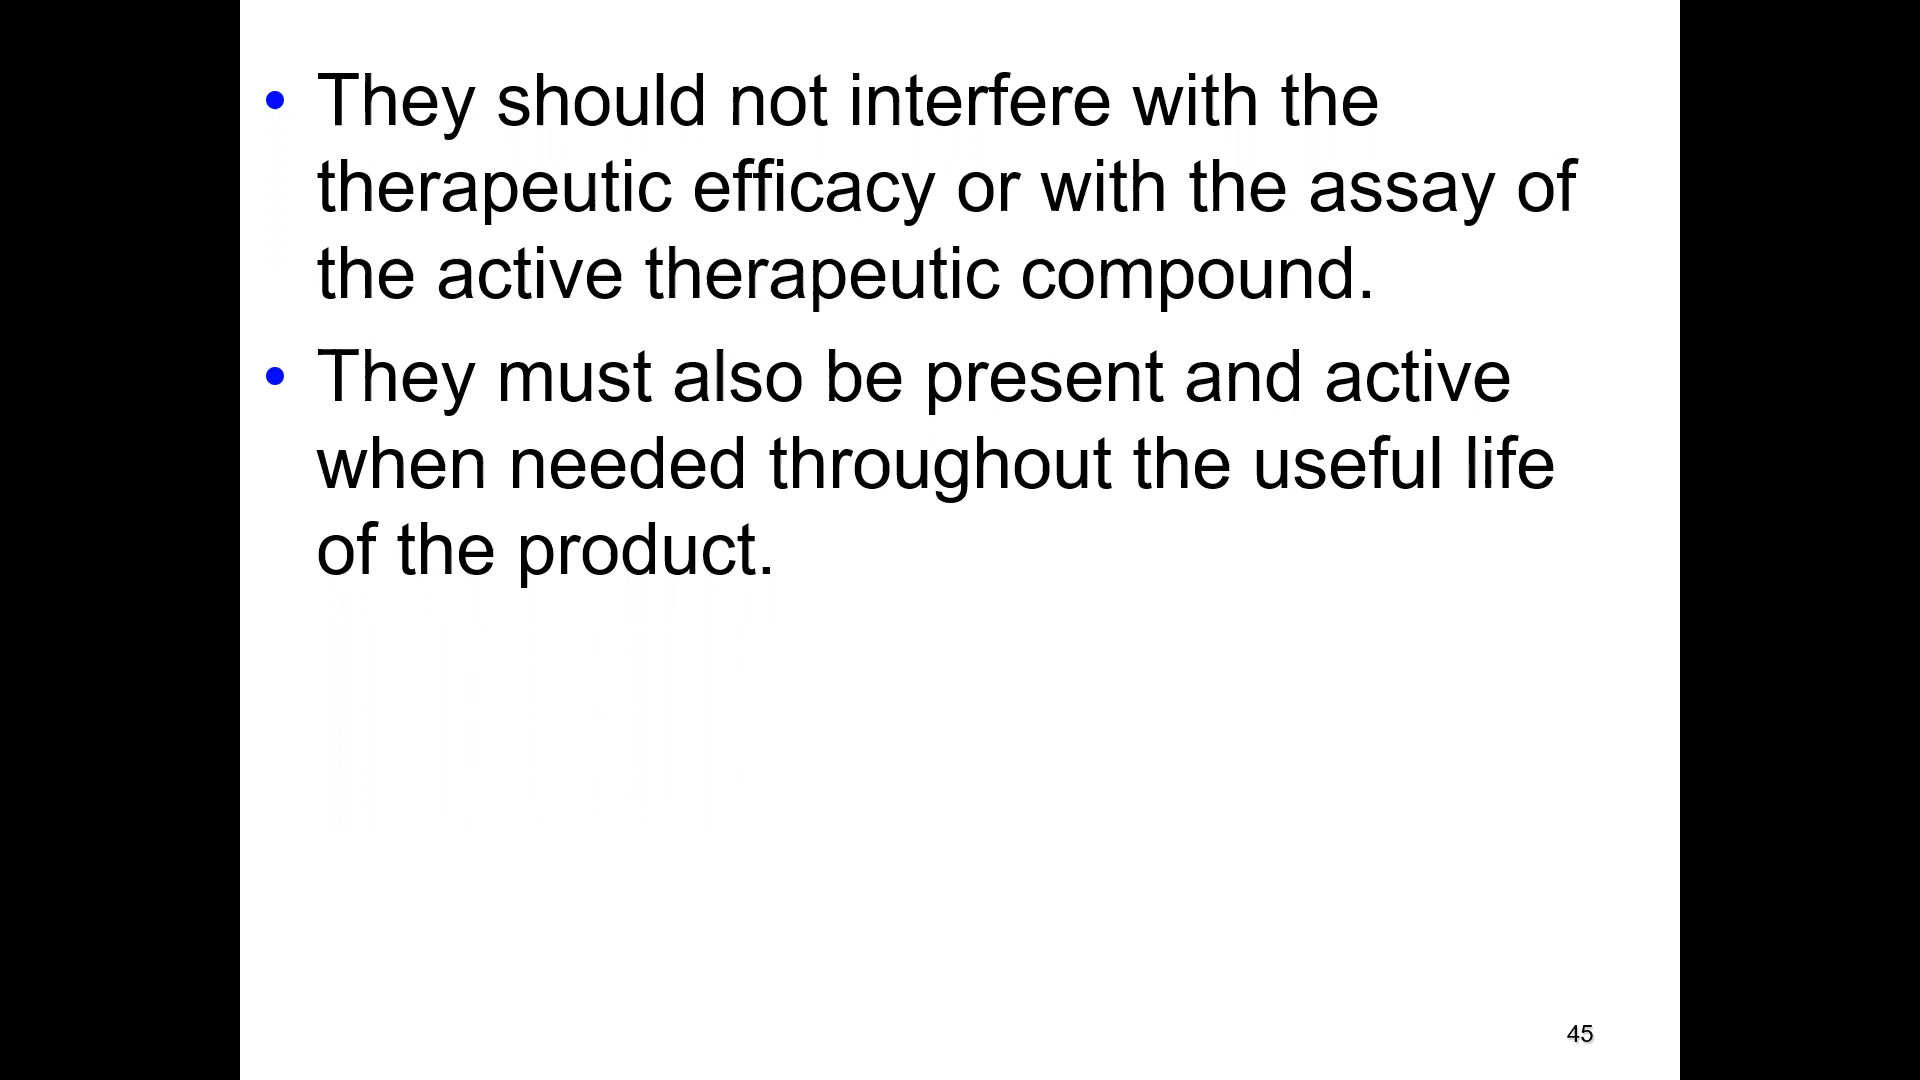 • They should not interfere with the
therapeutic efficacy or with the assay of
the active therapeutic compound.
• They must also be present and active
when needed throughout the useful life
of the product.
45